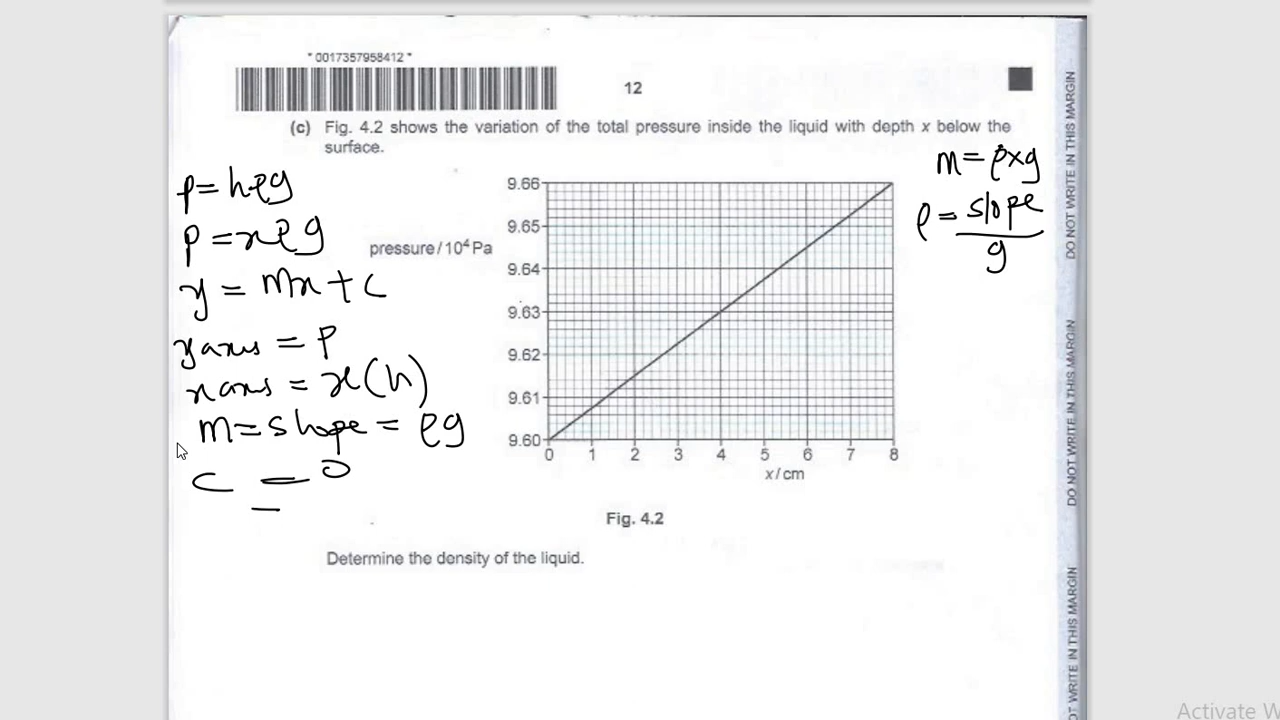 * 0017357958412 *
12
(c) Fig. 4.2 shows the variation of the total pressure inside the liquid with depth x below the
surface.
P = hρg
P = xρg
y = mx + c
y axis = P
x axis = x(h)
m = slope = ρg
c = 0
m = ρxg
ρ = slope
g
pressure / 10⁴ Pa
9.66
9.65
9.64
9.63
9.62
9.61
9.60
0 1 2 3 4 5 6 7 8
x / cm
Fig. 4.2
Determine the density of the liquid.
DO NOT WRITE IN THIS MARGIN
DO NOT WRITE IN THIS MARGIN
OT WRITE IN THIS MARGIN
Activate W